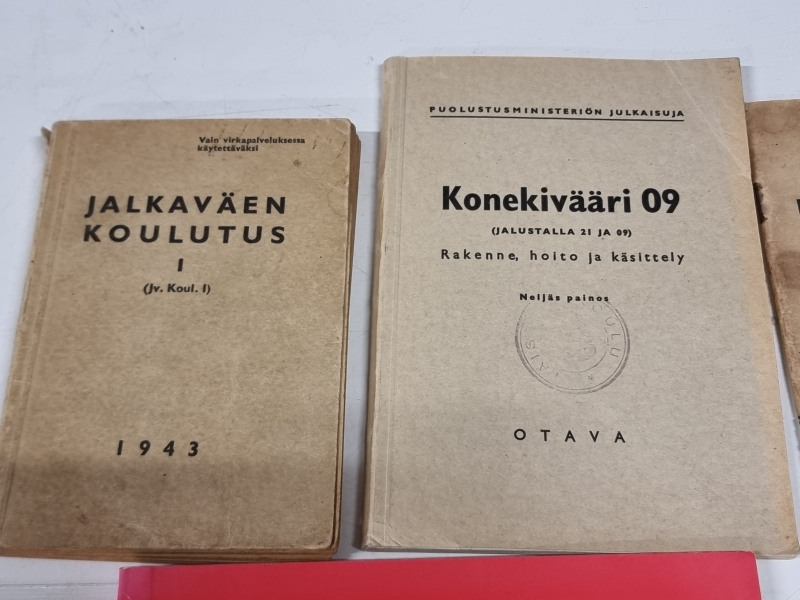 Vain virkapalveluksessa
käytettäväksi
JALKAVÄEN
KOULUTUS
I
(Jv. Koul. I)
1943
PUOLUSTUSMINISTERIÖN JULKAISUJA
Konekivääri 09
(JALUSTALLA 21 JA 09)
Rakenne, hoito ja käsittely
Neljäs painos
OTAVA